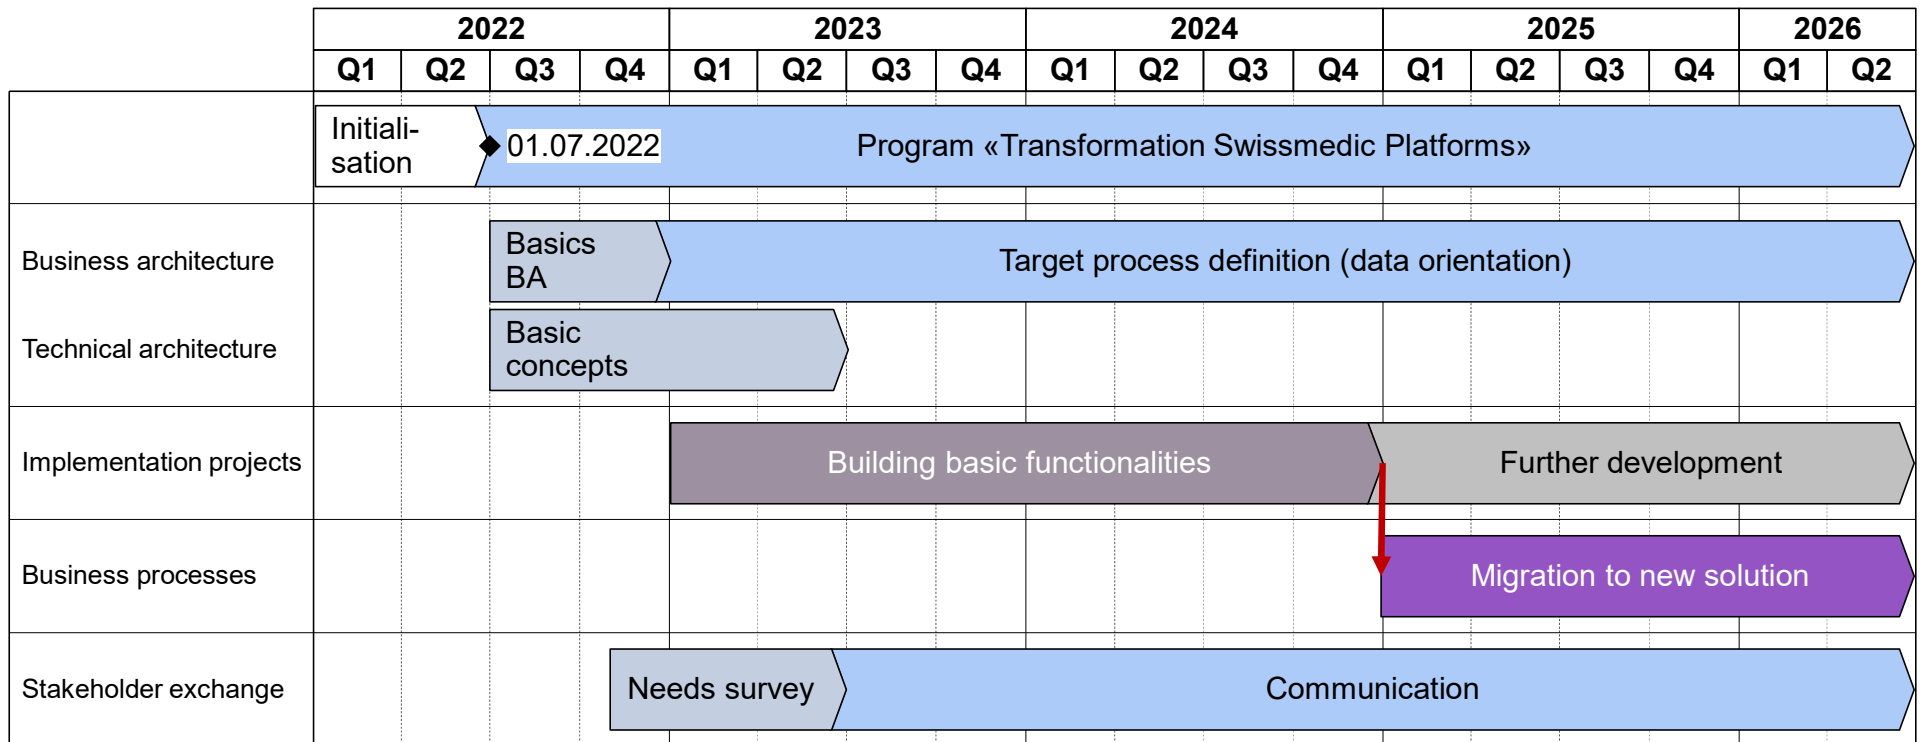 2022 2023 2024 2025 2026
Q1 Q2 Q3 Q4 Q1 Q2 Q3 Q4 Q1 Q2 Q3 Q4 Q1 Q2 Q3 Q4 Q1 Q2
Initiali-
sation
01.07.2022
Program «Transformation Swissmedic Platforms»
Business architecture
Basics
BA
Target process definition (data orientation)
Technical architecture
Basic
concepts
Implementation projects
Building basic functionalities
Further development
Business processes
Migration to new solution
Stakeholder exchange
Needs survey
Communication